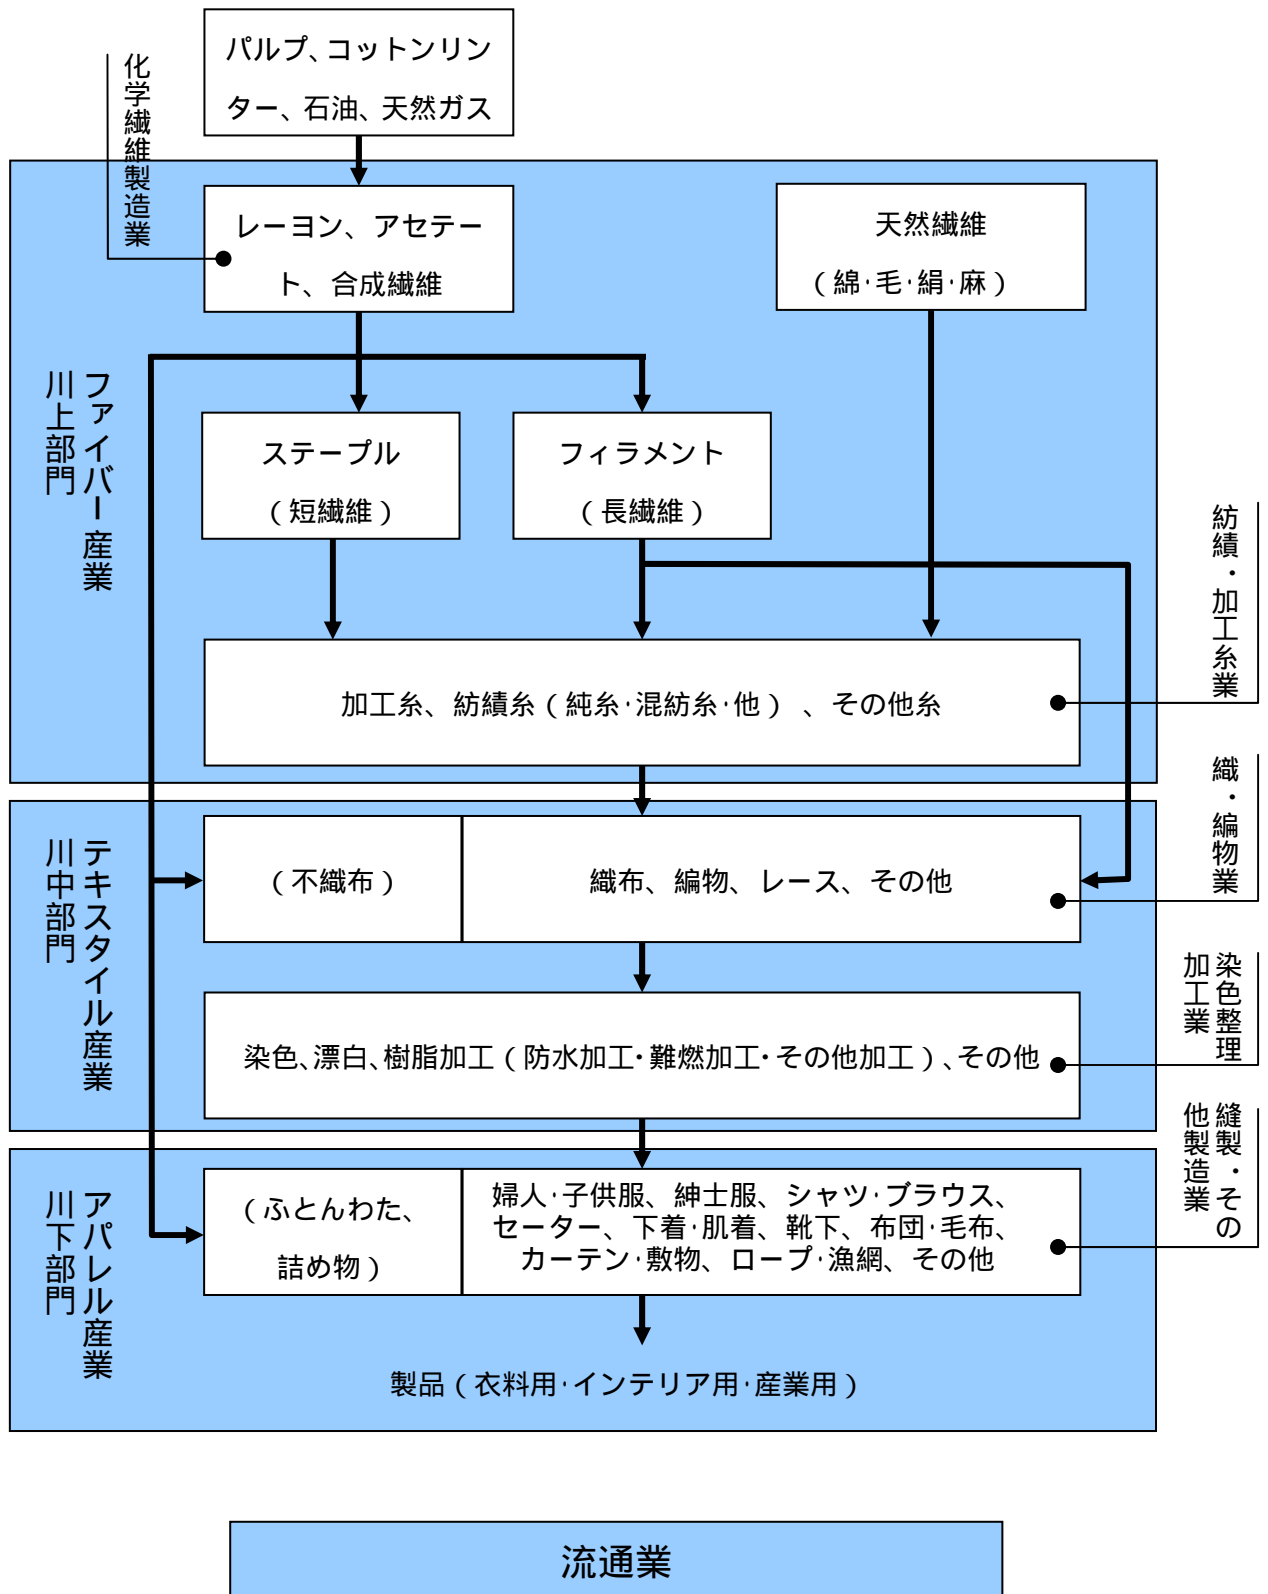 パルプ、コットンリン
ター、石油、天然ガス
化学繊維製造業
レーヨン、アセテー
ト、合成繊維
天然繊維
（綿･毛･絹･麻）
ファイバー産業
川上部門
ステープル
（短繊維）
フィラメント
（長繊維）
紡績・加工糸業
加工糸、紡績糸（純糸･混紡糸･他）、その他糸
織・編物業
テキスタイル産業
川中部門
（不織布）
織布、編物、レース、その他
染色整理
加工業
染色、漂白、樹脂加工（防水加工･難燃加工･その他加工）、その他
縫製・その
他製造業
アパレル産業
川下部門
（ふとんわた、
詰め物）
婦人･子供服、紳士服、シャツ･ブラウス、
セーター、下着･肌着、靴下、布団･毛布、
カーテン･敷物、ロープ･漁網、その他
製品（衣料用･インテリア用･産業用）
流通業